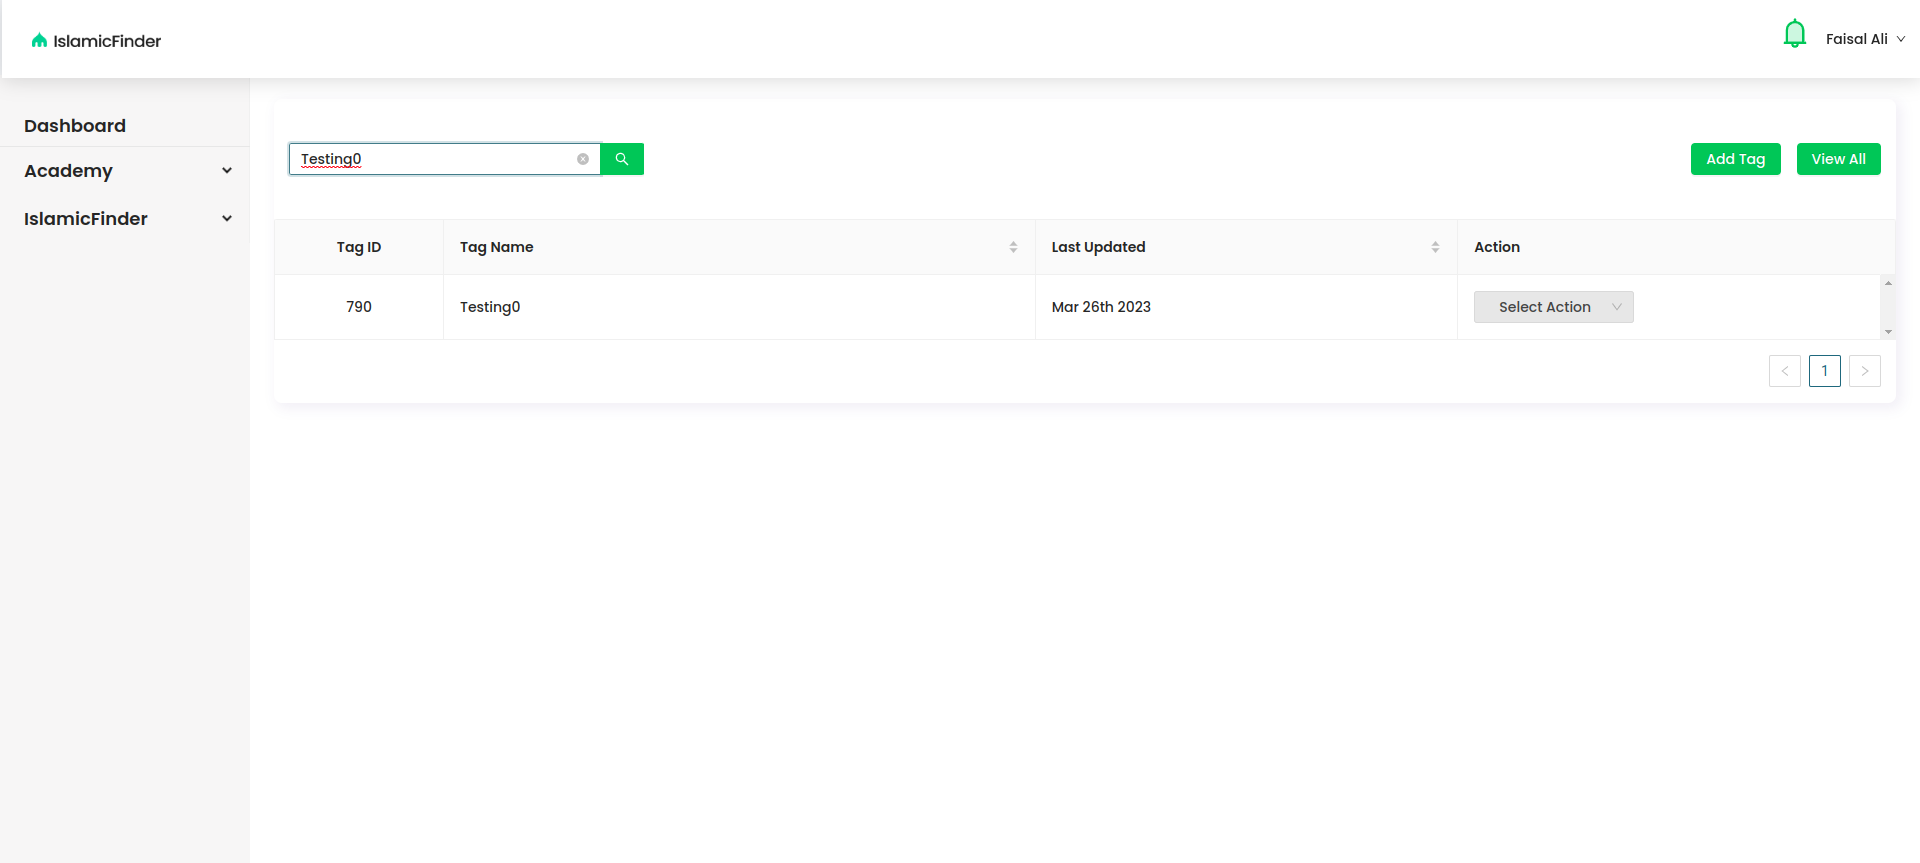 IslamicFinder
Faisal Ali
Dashboard
Academy
IslamicFinder
Testing0
Add Tag
View All
Tag ID
Tag Name
Last Updated
Action
790
Testing0
Mar 26th 2023
Select Action
1